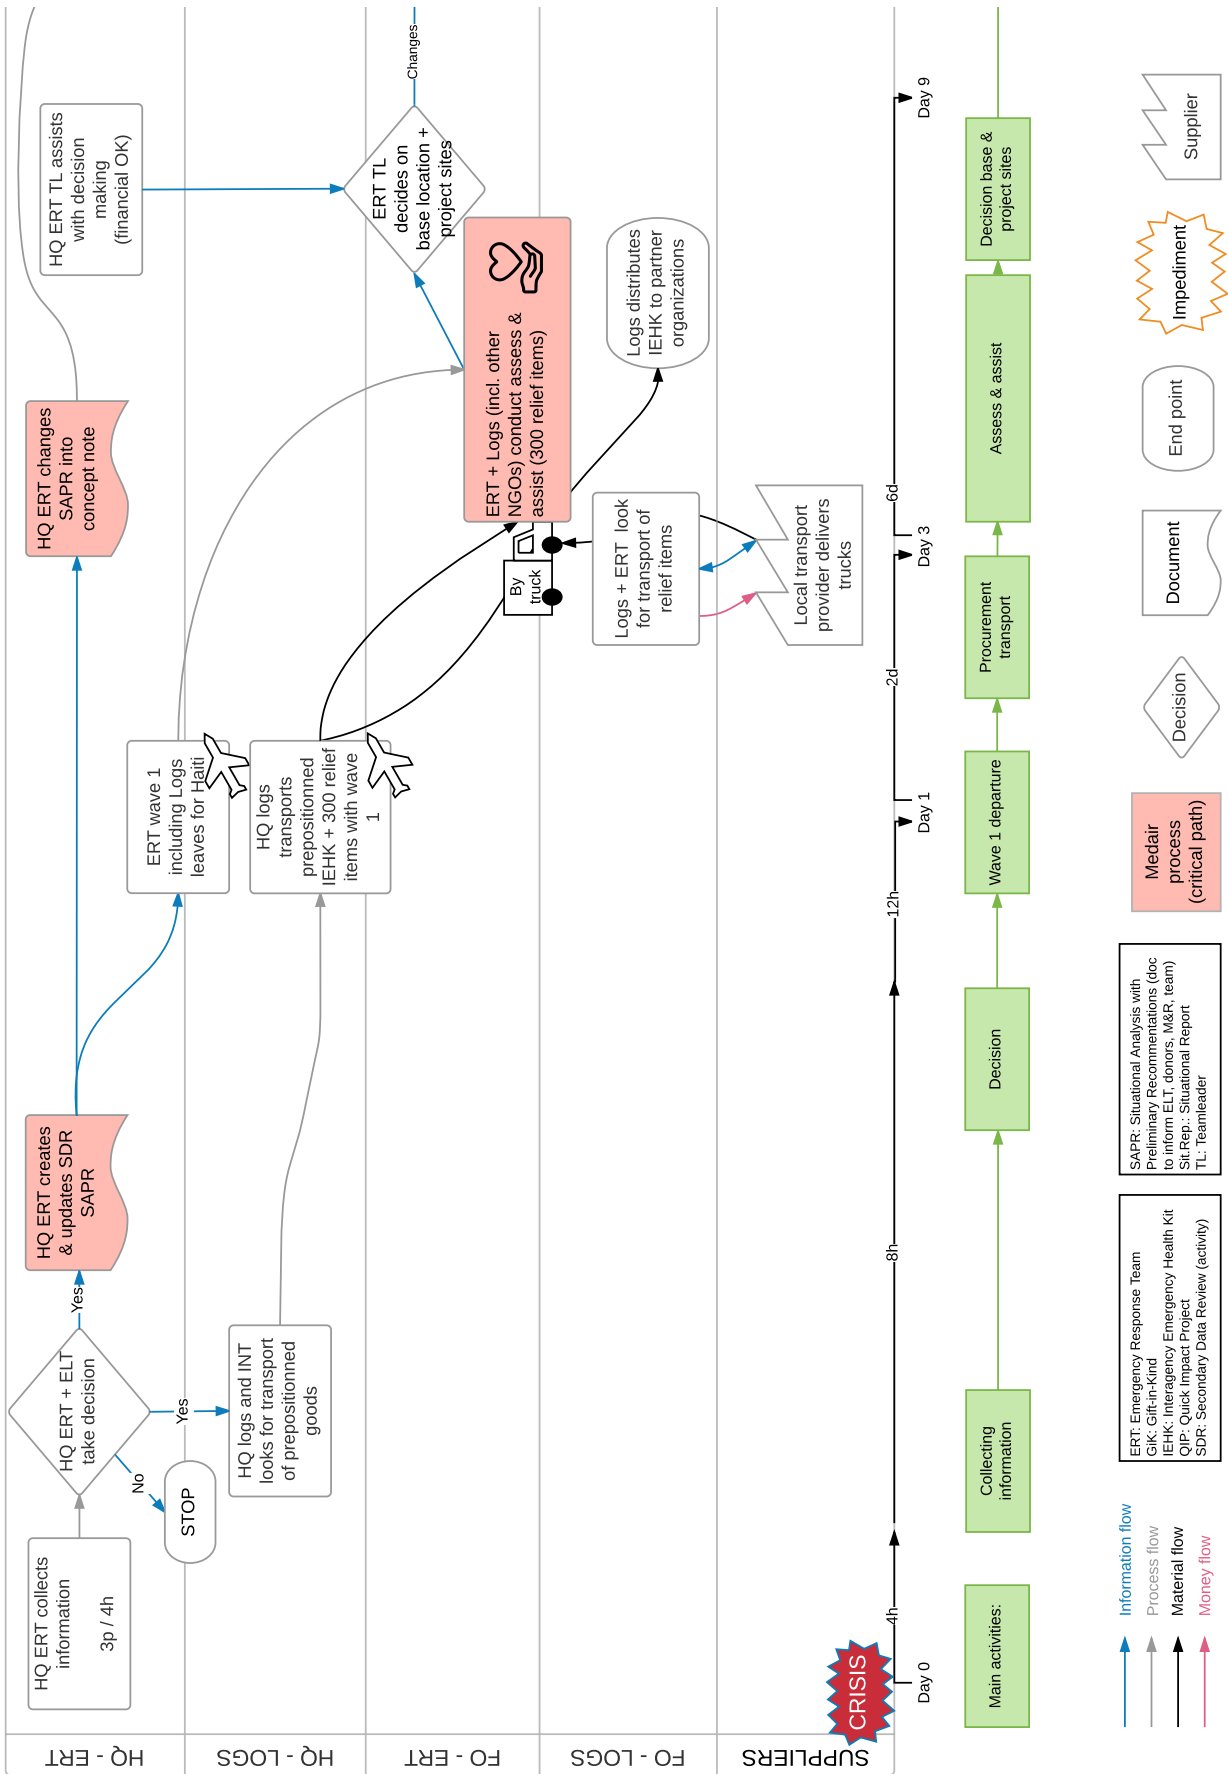 HQ - ERT
HQ - LOGS
FO - ERT
FO - LOGS
SUPPLIERS
HQ ERT collects
information
3p / 4h
HQ ERT + ELT
take decision
Yes
No
Yes
STOP
HQ ERT creates
& updates SDR
SAPR
HQ ERT changes
SAPR into
concept note
HQ ERT TL assists
with decision
making
(financial OK)
HQ logs and INT
looks for transport
of prepositionned
goods
ERT wave 1
including Logs
leaves for Haiti
HQ logs
transports
prepositionned
IEHK + 300 relief
items with wave
1
By
truck
ERT + Logs (incl. other
NGOs) conduct assess &
assist (300 relief items)
ERT TL
decides on
base location +
project sites
Changes
Logs + ERT look
for transport of
relief items
Logs distributes
IEHK to partner
organizations
Local transport
provider delivers
trucks
CRISIS
4h
8h
12h
2d
6d
Day 0
Day 1
Day 3
Day 9
Main activities:
Collecting
information
Decision
Wave 1 departure
Procurement
transport
Assess & assist
Decision base &
project sites
Information flow
Process flow
Material flow
Money flow
ERT: Emergency Response Team
GiK: Gift-in-Kind
IEHK: Interagency Emergency Health Kit
QIP: Quick Impact Project
SDR: Secondary Data Review (activity)
SAPR: Situational Analysis with
Preliminary Recommentations (doc
to inform ELT, donors, M&R, team)
Sit.Rep.: Situational Report
TL: Teamleader
Medair
process
(critical path)
Decision
Document
End point
Impediment
Supplier